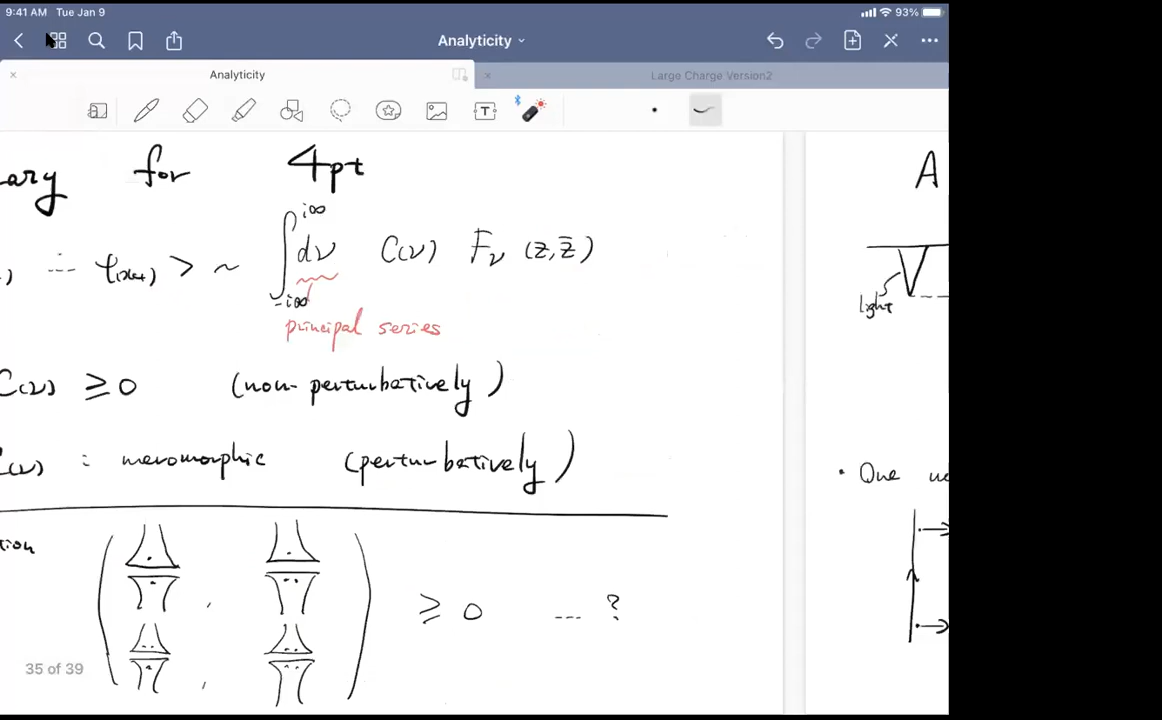 9:41 AM Tue Jan 9
93%
Analyticity
Analyticity
Large Charge Version2
T
ary for 4pt
) ... φ(x4) > ~ ∫ dν C(ν) F_ν (z, z̄)
i∞
-i∞
principal series
C(ν) ≥ 0 (non-perturbatively)
C(ν) : meromorphic (perturbatively)
tion
≥ 0 ... ?
35 of 39
A
light
• One